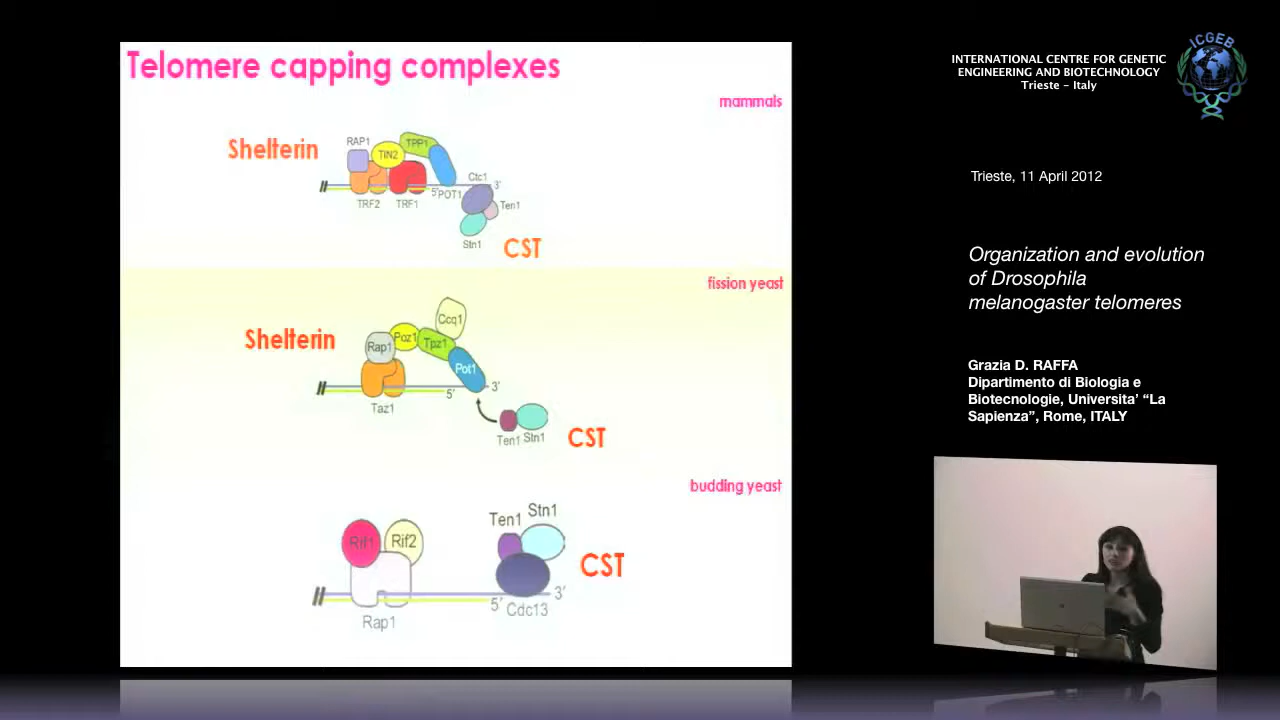 Telomere capping complexes
mammals
Shelterin
RAP1
TIN2
TPP1
TRF2
TRF1
5'
POT1
Ctc1
3'
Ten1
Stn1
CST
fission yeast
Shelterin
Rap1
Poz1
Tpz1
Ccq1
Pot1
Taz1
5'
3'
Ten1
Stn1
CST
budding yeast
Rif1
Rif2
Rap1
Ten1
Stn1
CST
5'
Cdc13
3'
ICGEB
INTERNATIONAL CENTRE FOR GENETIC
ENGINEERING AND BIOTECHNOLOGY
Trieste – Italy
Trieste, 11 April 2012
Organization and evolution
of Drosophila
melanogaster telomeres
Grazia D. RAFFA
Dipartimento di Biologia e
Biotecnologie, Universita' “La
Sapienza”, Rome, ITALY